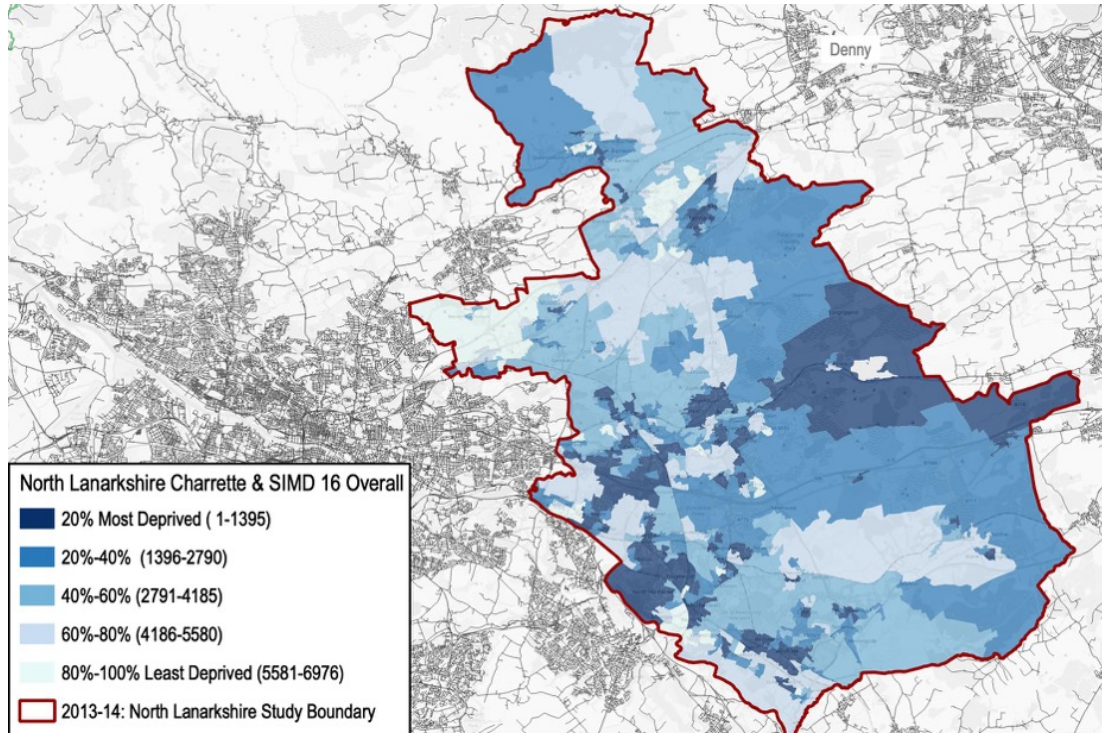 Denny
North Lanarkshire Charrette & SIMD 16 Overall
20% Most Deprived ( 1-1395)
20%-40% (1396-2790)
40%-60% (2791-4185)
60%-80% (4186-5580)
80%-100% Least Deprived (5581-6976)
2013-14: North Lanarkshire Study Boundary